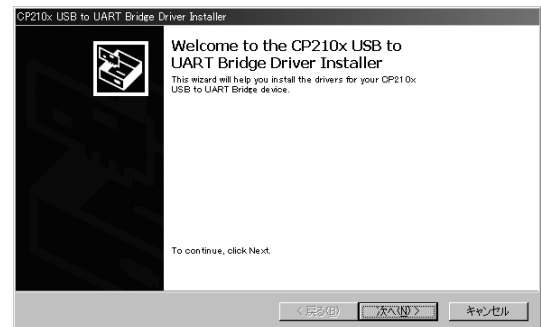 CP210x USB to UART Bridge Driver Installer
Welcome to the CP210x USB to
UART Bridge Driver Installer
This wizard will help you install the drivers for your CP210x
USB to UART Bridge device.
To continue, click Next.
< 戻る(B)
次へ(N) >
キャンセル